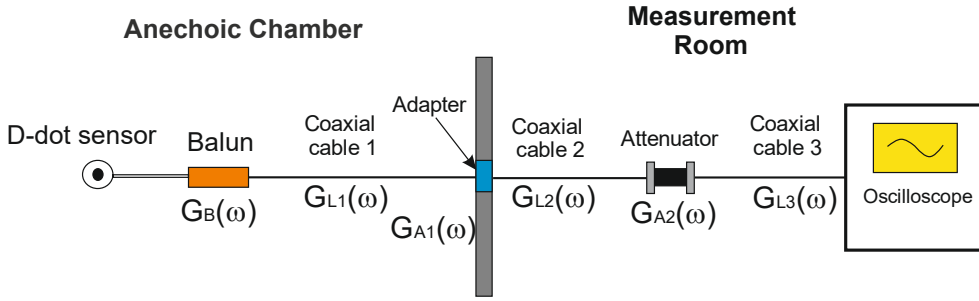 Anechoic Chamber
Measurement
Room
D-dot sensor
Balun
Coaxial
cable 1
Adapter
Coaxial
cable 2
Attenuator
Coaxial
cable 3
Oscilloscope
GB(ω)
GL1(ω)
GA1(ω)
GL2(ω)
GA2(ω)
GL3(ω)